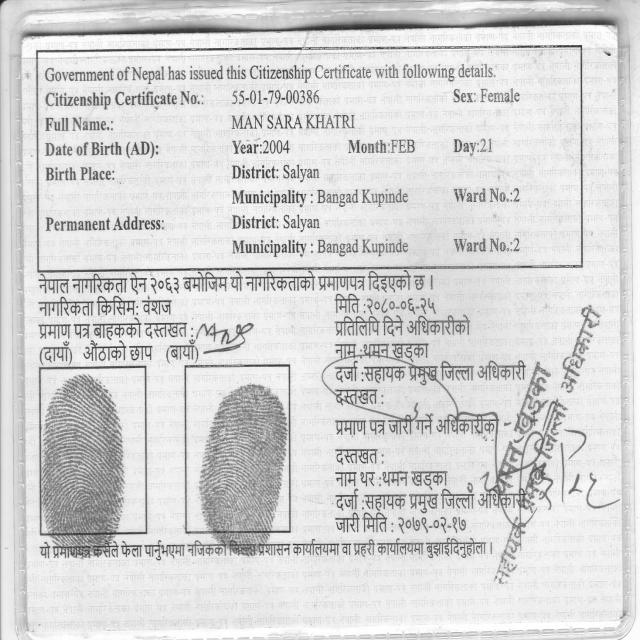 Government of Nepal has issued this Citizenship Certificate with following details.
Citizenship Certificate No.: 55-01-79-00386 Sex: Female
Full Name.: MAN SARA KHATRI
Date of Birth (AD): Year:2004 Month:FEB Day:21
Birth Place: District: Salyan
Municipality : Bangad Kupinde Ward No.:2
Permanent Address: District: Salyan
Municipality : Bangad Kupinde Ward No.:2
नेपाल नागरिकता ऐन २०६३ बमोजिम यो नागरिकताको प्रमाणपत्र दिइएको छ ।
नागरिकता किसिम: वंशज
प्रमाण पत्र बाहकको दस्तखत :
(दायाँ) औंठाको छाप (बायाँ)
मिति :२०८०-०६-२५
प्रतिलिपि दिने अधिकारीको
नाम :थमन खड्का
दर्जा :सहायक प्रमुख जिल्ला अधिकारी
दस्तखत :
प्रमाण पत्र जारी गर्ने अधिकारीको
दस्तखत :
नाम थर :थमन खड्का
दर्जा :सहायक प्रमुख जिल्ला अधिकारी
जारी मिति : २०७९-०२-१७
थमन खड्का
सहायक प्रमुख जिल्ला अधिकारी
यो प्रमाणपत्र कसैले फेला पार्नुभएमा नजिकको जिल्ला प्रशासन कार्यालयमा वा प्रहरी कार्यालयमा बुझाईदिनुहोला ।